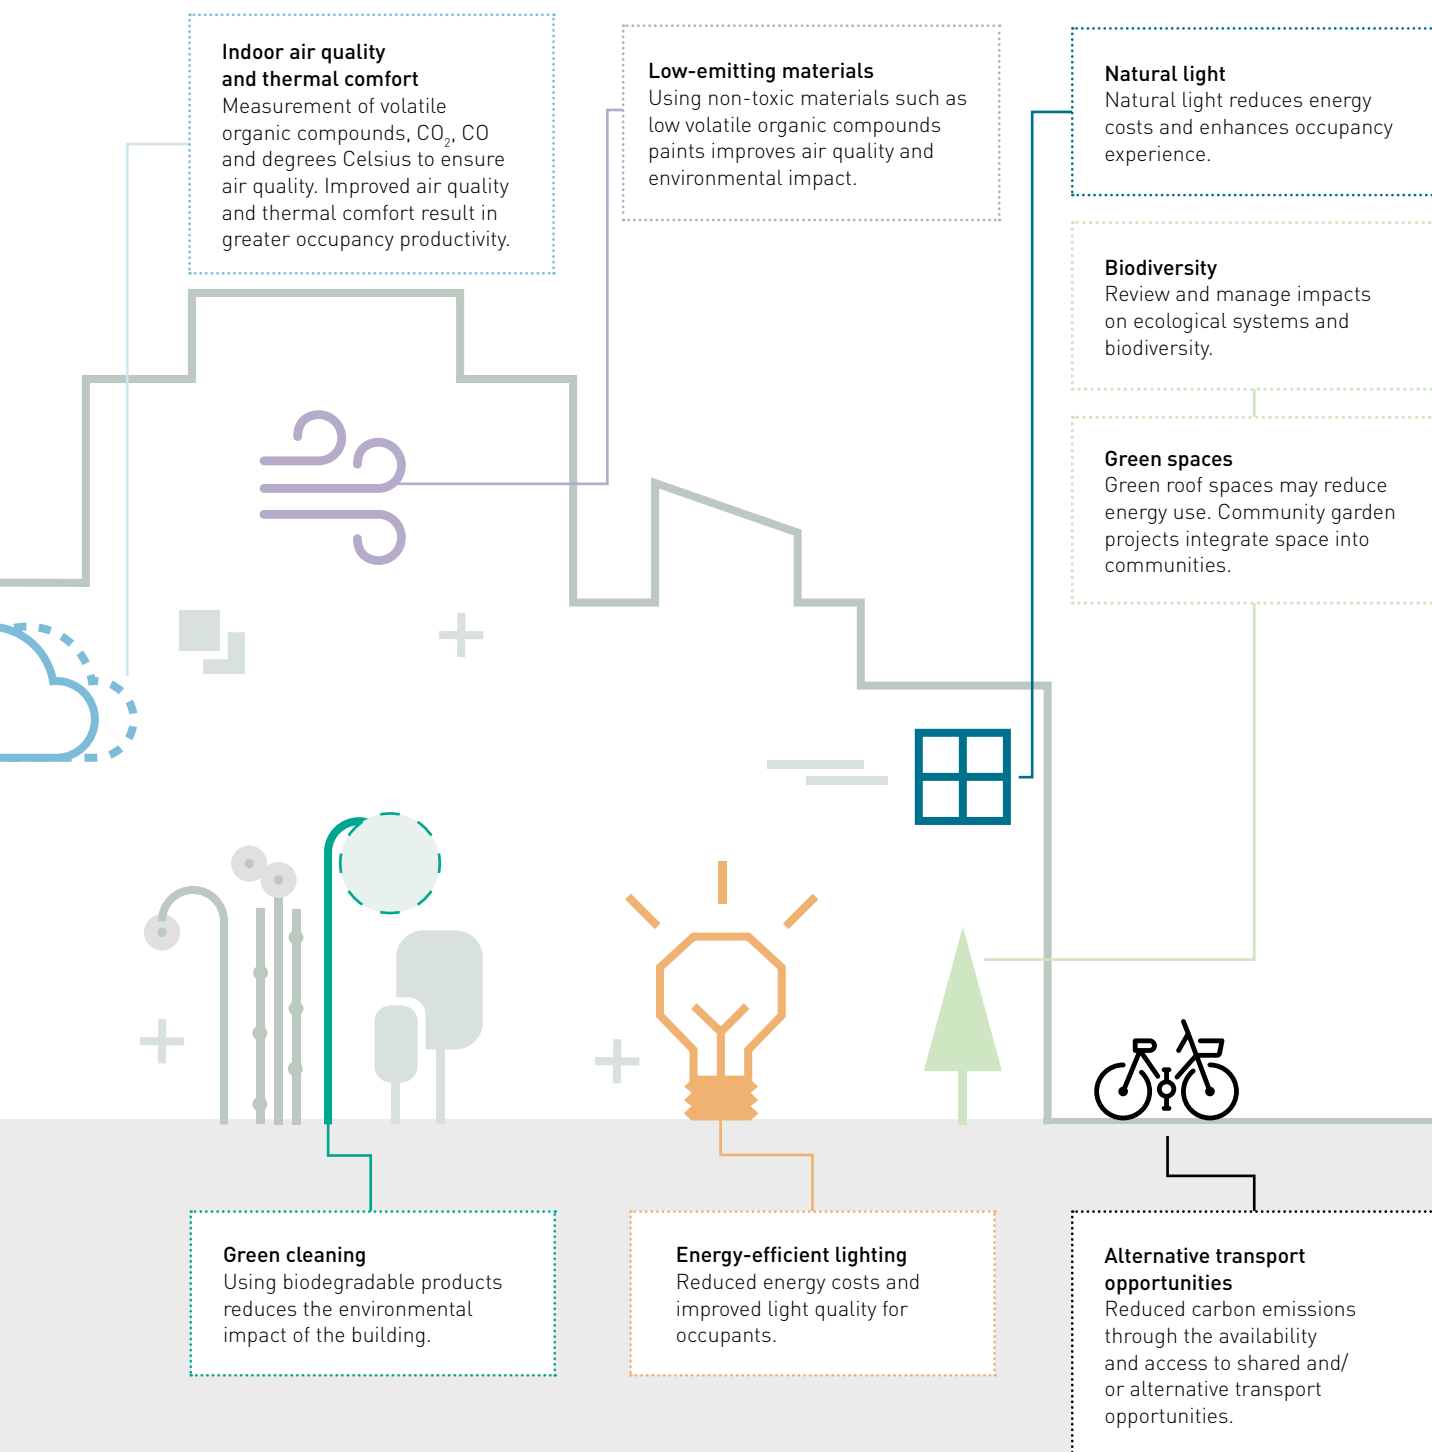 Indoor air quality
and thermal comfort
Measurement of volatile
organic compounds, CO₂, CO
and degrees Celsius to ensure
air quality. Improved air quality
and thermal comfort result in
greater occupancy productivity.
Low-emitting materials
Using non-toxic materials such as
low volatile organic compounds
paints improves air quality and
environmental impact.
Natural light
Natural light reduces energy
costs and enhances occupancy
experience.
Biodiversity
Review and manage impacts
on ecological systems and
biodiversity.
Green spaces
Green roof spaces may reduce
energy use. Community garden
projects integrate space into
communities.
Green cleaning
Using biodegradable products
reduces the environmental
impact of the building.
Energy-efficient lighting
Reduced energy costs and
improved light quality for
occupants.
Alternative transport
opportunities
Reduced carbon emissions
through the availability
and access to shared and/
or alternative transport
opportunities.